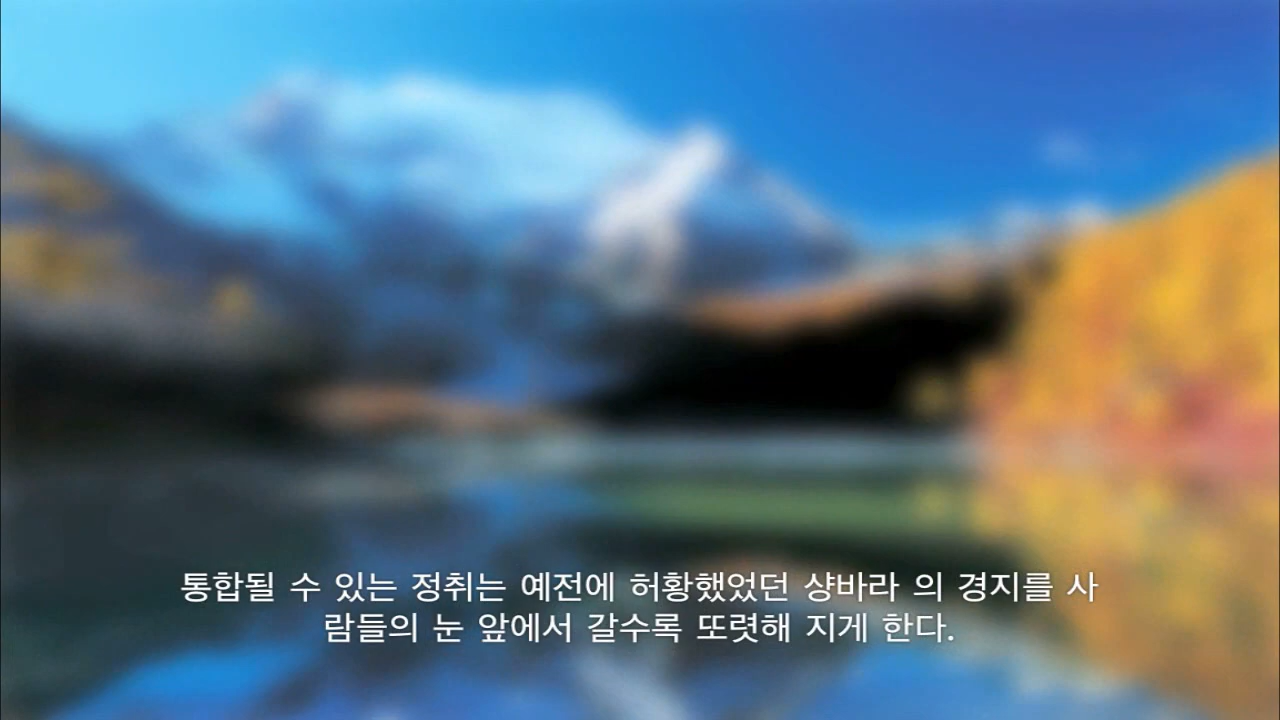 통합될 수 있는 정취는 예전에 허황했었던 샹바라 의 경지를 사
람들의 눈 앞에서 갈수록 또렷해 지게 한다.